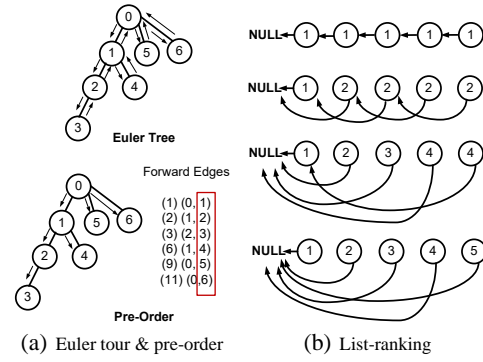 0
1 5 6
2 4
3
Euler Tree
Forward Edges
0
1 5 6
2 4
3
(1) (0, 1)
(2) (1, 2)
(3) (2, 3)
(6) (1, 4)
(9) (0, 5)
(11) (0,6)
Pre-Order
(a) Euler tour & pre-order
NULL 1 1 1 1 1
NULL 1 2 2 2 2
NULL 1 2 3 4 4
NULL 1 2 3 4 5
(b) List-ranking